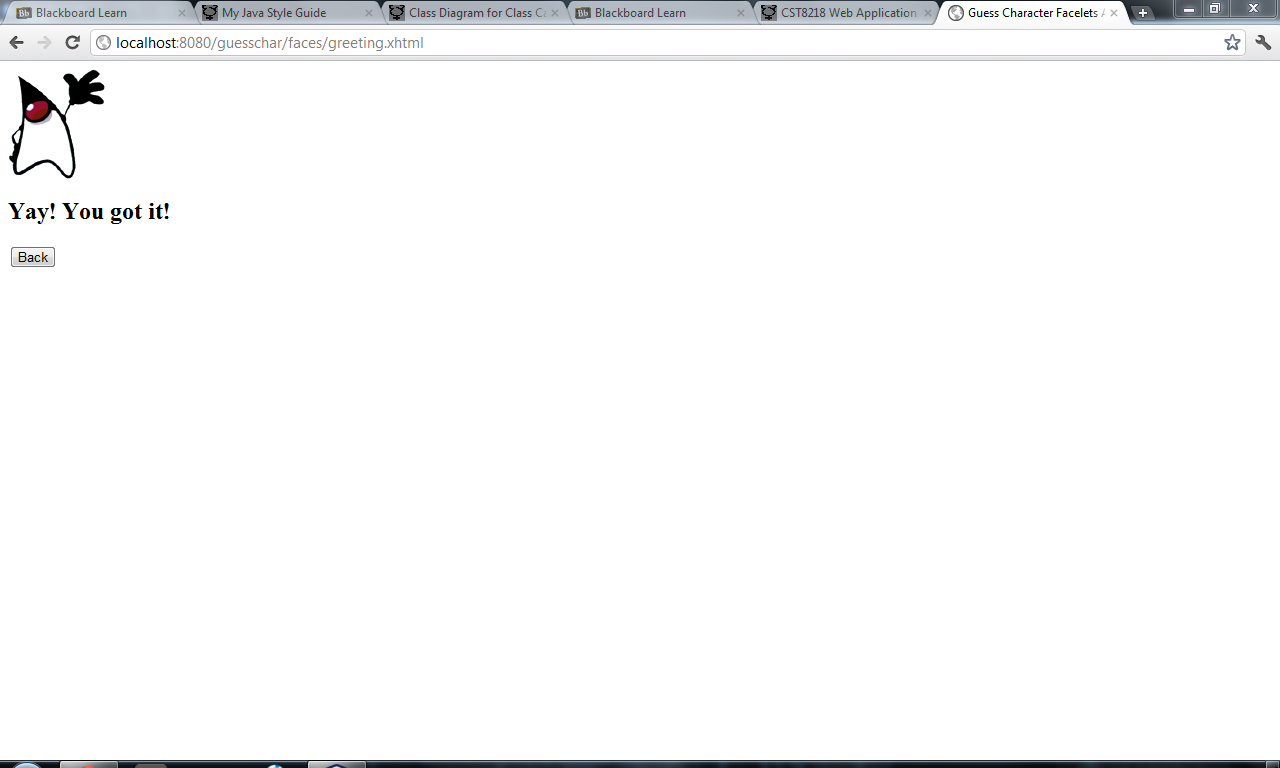 Blackboard Learn
My Java Style Guide
Class Diagram for Class
Blackboard Learn
CST8218 Web Application
Guess Character Facelets
localhost:8080/guesschar/faces/greeting.xhtml
Yay! You got it!
Back